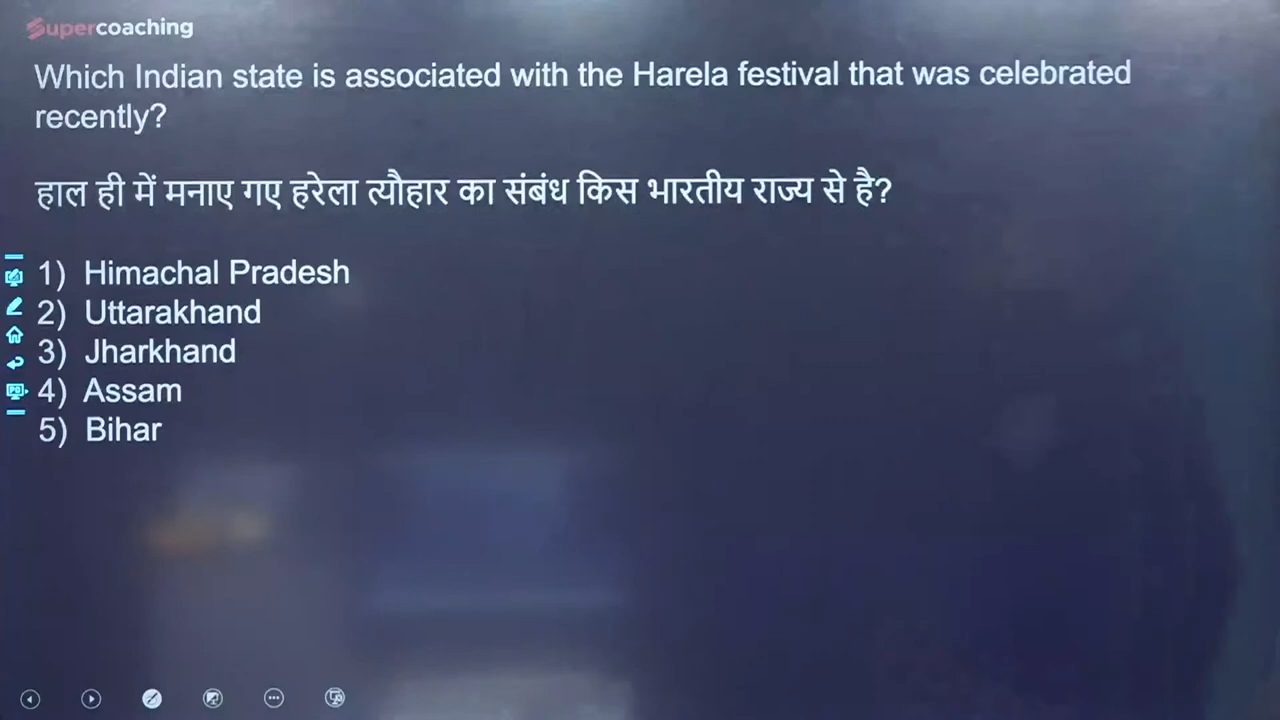 Supercoaching
Which Indian state is associated with the Harela festival that was celebrated
recently?
हाल ही में मनाए गए हरेला त्यौहार का संबंध किस भारतीय राज्य से है?
1) Himachal Pradesh
2) Uttarakhand
3) Jharkhand
4) Assam
5) Bihar